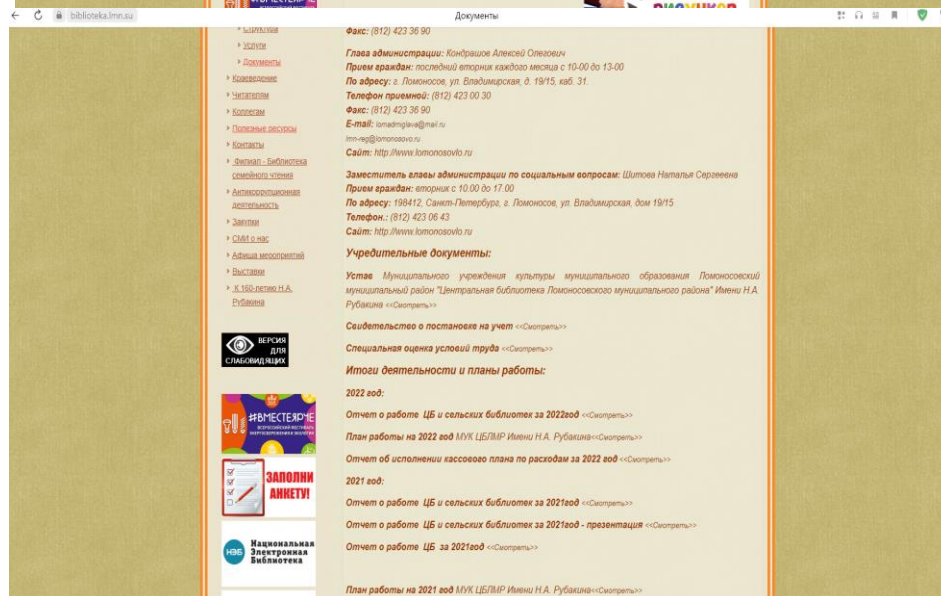 #ВМЕСТЕЯРЧЕ
РИСУНКОВ
biblioteka.lmn.su
Документы
Структура
Услуги
Документы
Краеведение
Читателям
Коллегам
Полезные ресурсы
Контакты
Филиал - Библиотека
семейного чтения
Антикоррупционная
деятельность
Закупки
СМИ о нас
Афиша мероприятий
Выставки
К 160-летию Н.А.
Рубакина
ВЕРСИЯ
ДЛЯ
СЛАБОВИДЯЩИХ
#ВМЕСТЕЯРЧЕ
ВСЕРОССИЙСКИЙ ФЕСТИВАЛЬ
ЭНЕРГОСБЕРЕЖЕНИЯ И ЭКОЛОГИИ
ЗАПОЛНИ
АНКЕТУ!
НЭБ
Национальная
Электронная
Библиотека
Факс: (812) 423 36 90
Глава администрации: Кондрашов Алексей Олегович
Прием граждан: последний вторник каждого месяца с 10-00 до 13-00
По адресу: г. Ломоносов, ул. Владимирская, д. 19/15, каб. 31.
Телефон приемной: (812) 423 00 30
Факс: (812) 423 36 90
E-mail: lomadmiglava@mail.ru
lmn-reg@lomonosovo.ru
Сайт: http://www.lomonosovlo.ru
Заместитель главы администрации по социальным вопросам: Шитова Наталья Сергеевна
Прием граждан: вторник с 10.00 до 17.00
По адресу: 198412, Санкт-Петербург, г. Ломоносов, ул. Владимирская, дом 19/15
Телефон.: (812) 423 06 43
Сайт: http://www.lomonosovlo.ru
Учредительные документы:
Устав Муниципального учреждения культуры муниципального образования Ломоносовский
муниципальный район "Центральная библиотека Ломоносовского муниципального района" Имени Н.А.
Рубакина <<Смотреть>>
Свидетельство о постановке на учет <<Смотреть>>
Специальная оценка условий труда <<Смотреть>>
Итоги деятельности и планы работы:
2022 год:
Отчет о работе ЦБ и сельских библиотек за 2022год <<Смотреть>>
План работы на 2022 год МУК ЦБЛМР Имени Н.А. Рубакина<<Смотреть>>
Отчет об исполнении кассового плана по расходам за 2022 год <<Смотреть>>
2021 год:
Отчет о работе ЦБ и сельских библиотек за 2021год <<Смотреть>>
Отчет о работе ЦБ и сельских библиотек за 2021год - презентация <<Смотреть>>
Отчет о работе ЦБ за 2021год <<Смотреть>>
План работы на 2021 год МУК ЦБЛМР Имени Н.А. Рубакина<<Смотреть>>